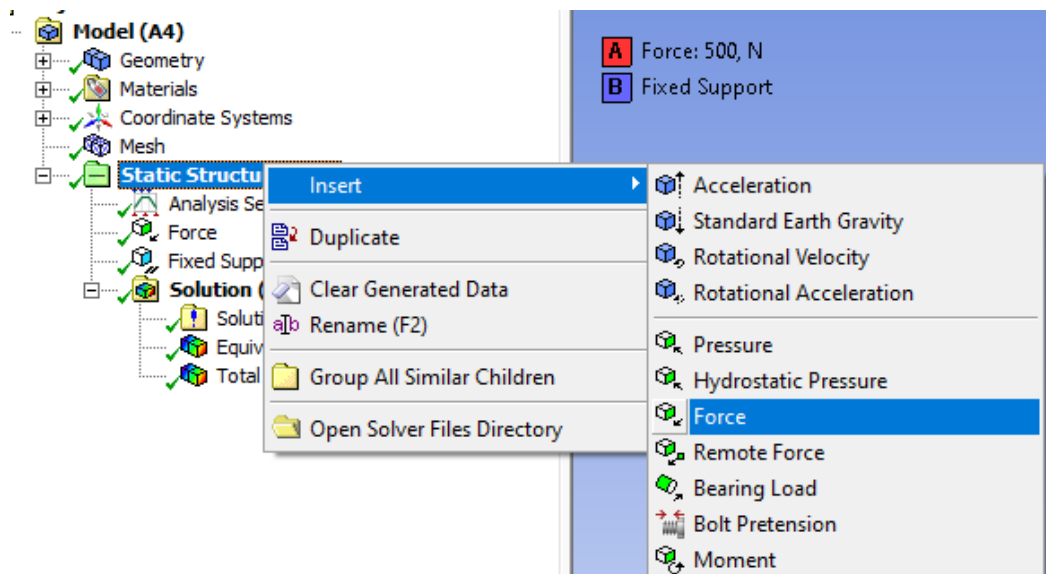 Model (A4)
Geometry
Materials
Coordinate Systems
Mesh
Static Structu
Analysis Se
Force
Fixed Supp
Solution (
Soluti
Equiv
Total
Insert
Duplicate
Clear Generated Data
Rename (F2)
Group All Similar Children
Open Solver Files Directory
A Force: 500, N
B Fixed Support
Acceleration
Standard Earth Gravity
Rotational Velocity
Rotational Acceleration
Pressure
Hydrostatic Pressure
Force
Remote Force
Bearing Load
Bolt Pretension
Moment